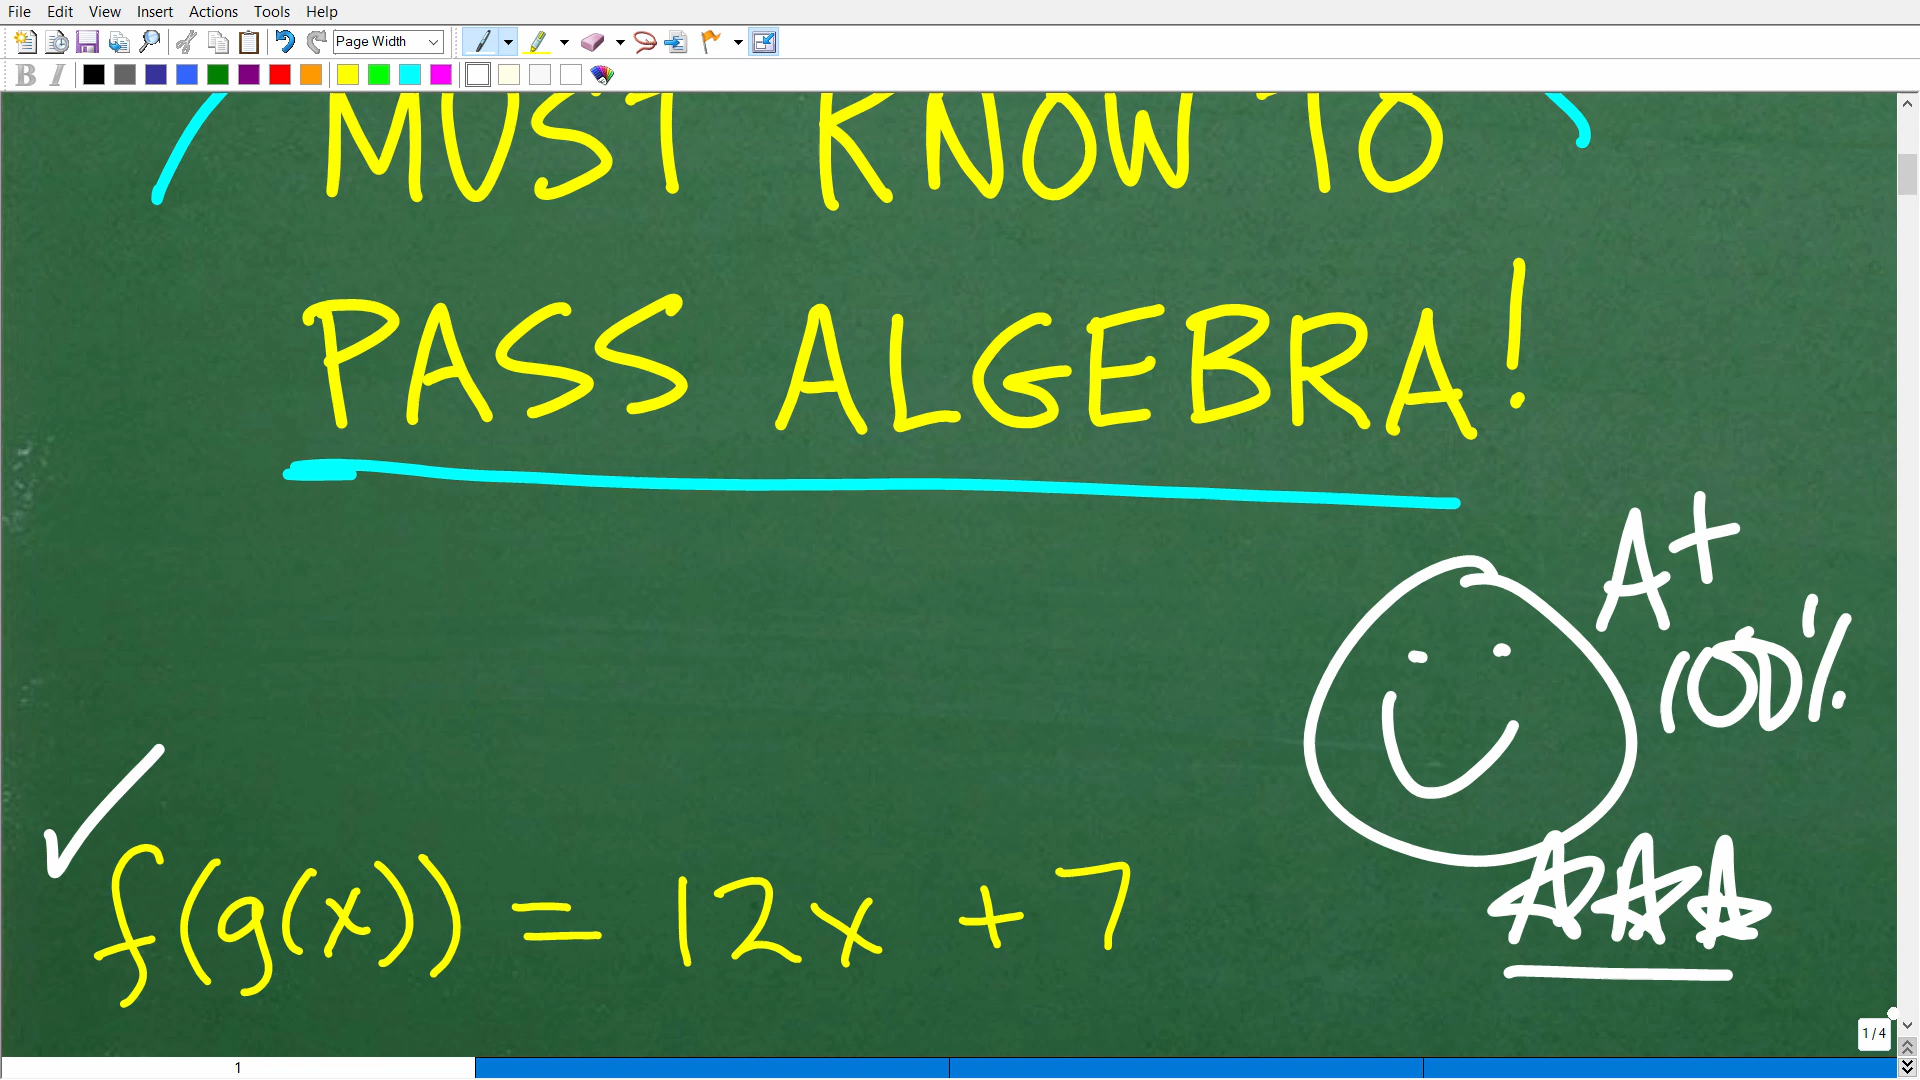 File Edit View Insert Actions Tools Help
Page Width
B I
MUST KNOW TO
PASS ALGEBRA!
A+
100%
f(g(x)) = 12x + 7
1 / 4
1